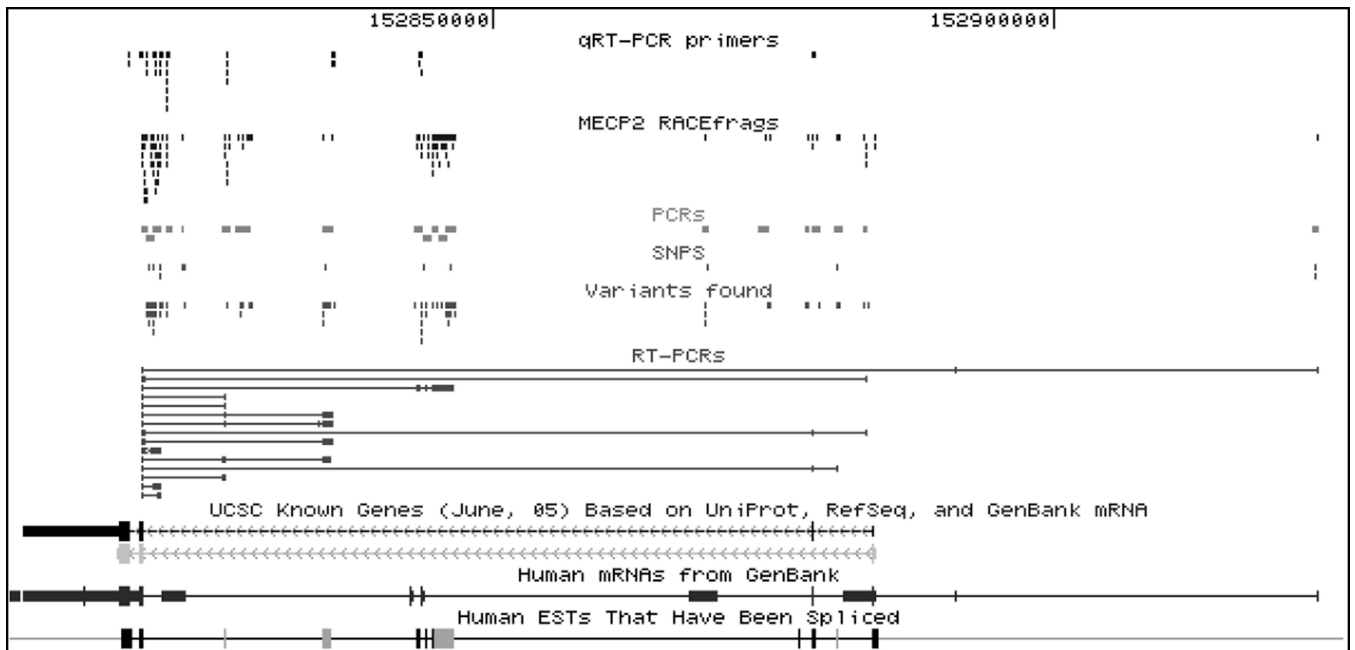 152850000| 152900000|
qRT-PCR primers
MECP2 RACEfrags
PCRs
SNPS
Variants found
RT-PCRs
UCSC Known Genes (June, 05) Based on UniProt, RefSeq, and GenBank mRNA
Human mRNAs from GenBank
Human ESTs That Have Been Spliced